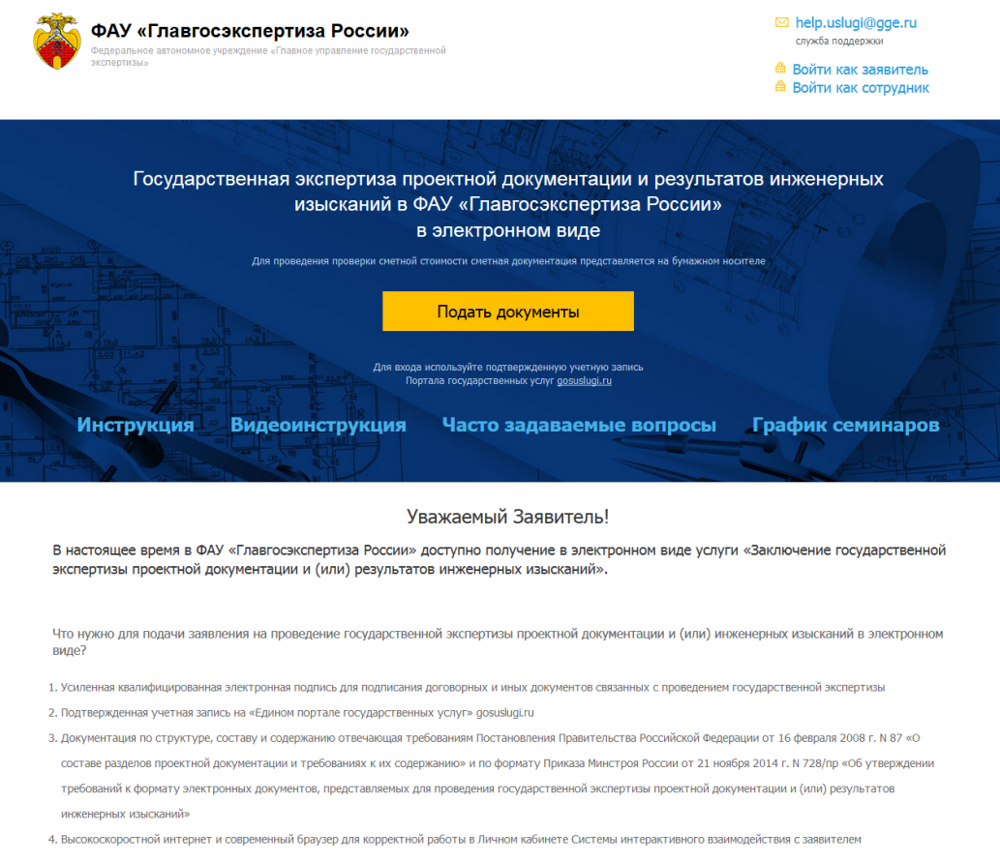 ФАУ «Главгосэкспертиза России»
Федеральное автономное учреждение «Главное управление государственной
экспертизы»
help.uslugi@gge.ru
служба поддержки
Войти как заявитель
Войти как сотрудник
Государственная экспертиза проектной документации и результатов инженерных
изысканий в ФАУ «Главгосэкспертиза России»
в электронном виде
Для проведения проверки сметной стоимости сметная документация представляется на бумажном носителе
Подать документы
Для входа используйте подтвержденную учетную запись
Портала государственных услуг gosuslugi.ru
Инструкция Видеоинструкция Часто задаваемые вопросы График семинаров
Уважаемый Заявитель!
В настоящее время в ФАУ «Главгосэкспертиза России» доступно получение в электронном виде услуги «Заключение государственной
экспертизы проектной документации и (или) результатов инженерных изысканий».
Что нужно для подачи заявления на проведение государственной экспертизы проектной документации и (или) инженерных изысканий в электронном
виде?
1. Усиленная квалифицированная электронная подпись для подписания договорных и иных документов связанных с проведением государственной экспертизы
2. Подтвержденная учетная запись на «Едином портале государственных услуг» gosuslugi.ru
3. Документация по структуре, составу и содержанию отвечающая требованиям Постановления Правительства Российской Федерации от 16 февраля 2008 г. N 87 «О
составе разделов проектной документации и требованиях к их содержанию» и по формату Приказа Минстроя России от 21 ноября 2014 г. N 728/пр «Об утверждении
требований к формату электронных документов, представляемых для проведения государственной экспертизы проектной документации и (или) результатов
инженерных изысканий»
4. Высокоскоростной интернет и современный браузер для корректной работы в Личном кабинете Системы интерактивного взаимодействия с заявителем